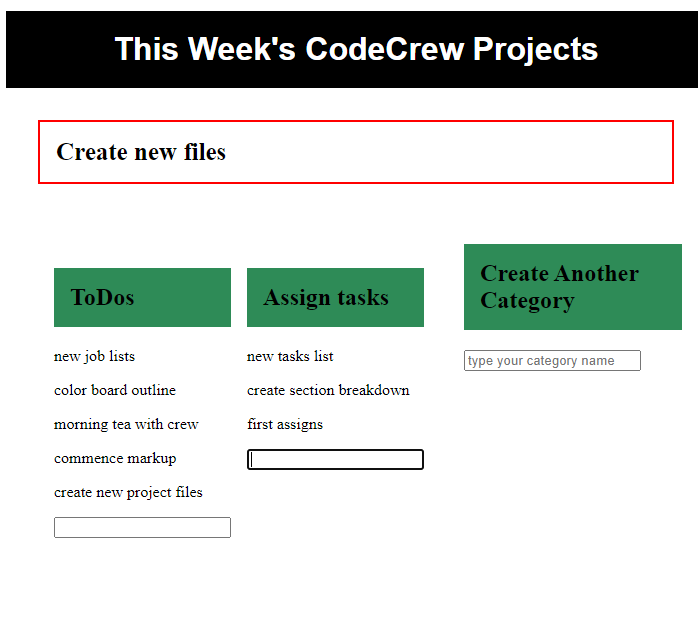 This Week's CodeCrew Projects
Create new files
ToDos
new job lists
color board outline
morning tea with crew
commence markup
create new project files
Assign tasks
new tasks list
create section breakdown
first assigns
Create Another
Category
type your category name